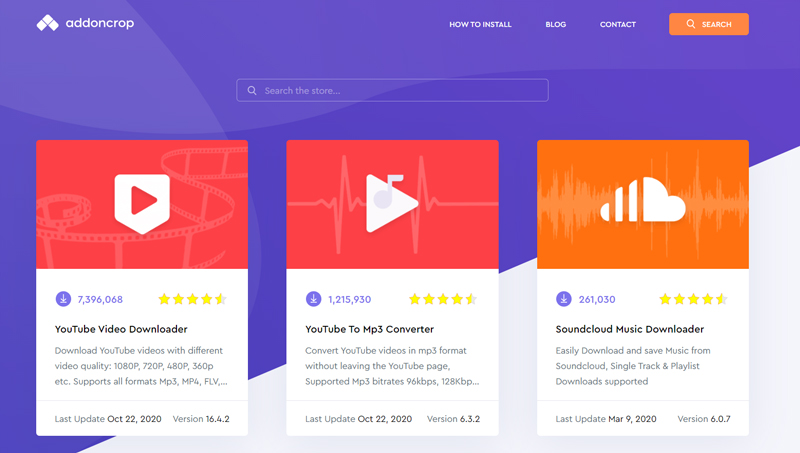 addoncrop
HOW TO INSTALL
BLOG
CONTACT
SEARCH
Search the store...
7,396,068
YouTube Video Downloader
Download YouTube videos with different
video quality: 1080P, 720P, 480P, 360p
etc. Supports all formats Mp3, MP4, FLV,...
Last Update Oct 22, 2020
Version 16.4.2
1,215,930
YouTube To Mp3 Converter
Convert YouTube videos in mp3 format
without leaving the YouTube page,
Supported Mp3 bitrates 96kbps, 128Kbp...
Last Update Oct 22, 2020
Version 6.3.2
261,030
Soundcloud Music Downloader
Easily Download and save Music from
Soundcloud, Single Track & Playlist
Downloads supported
Last Update Mar 9, 2020
Version 6.0.7